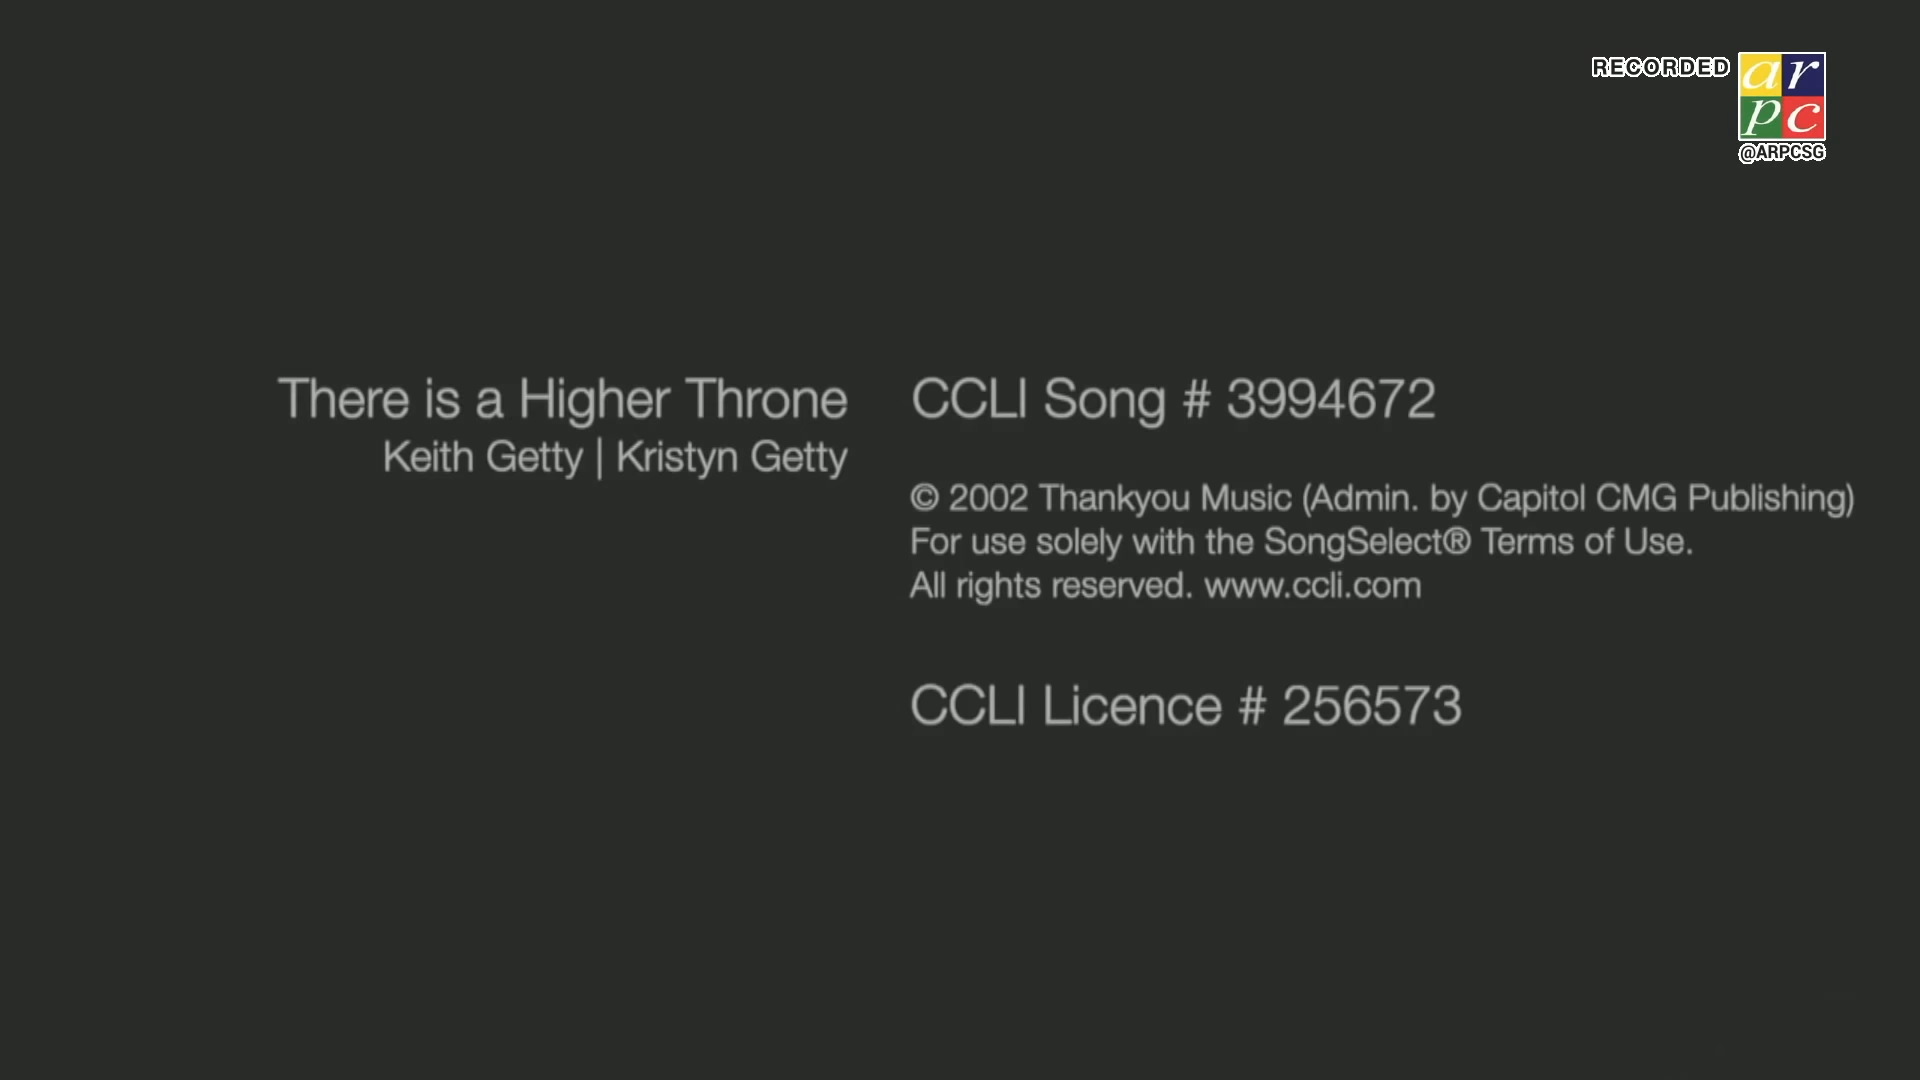 RECORDED
ar
pc
@ARPCSG
There is a Higher Throne
Keith Getty | Kristyn Getty
CCLI Song # 3994672
© 2002 Thankyou Music (Admin. by Capitol CMG Publishing)
For use solely with the SongSelect® Terms of Use.
All rights reserved. www.ccli.com
CCLI Licence # 256573